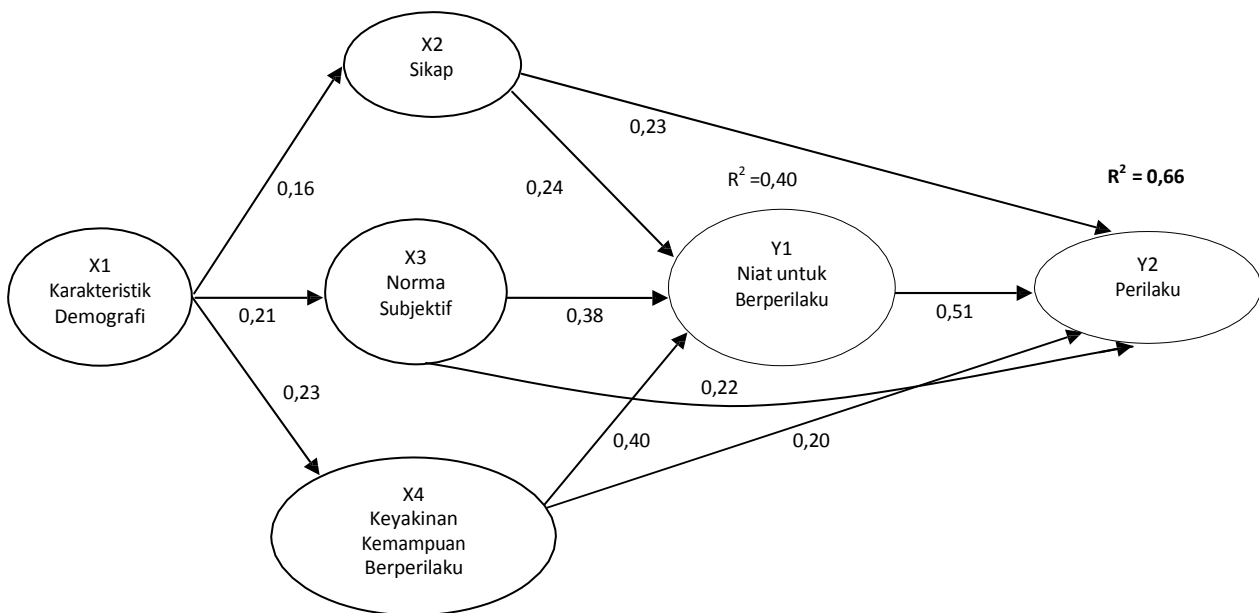 X2
Sikap
0,23
0,16
0,24
R² =0,40
R² = 0,66
X1
Karakteristik
Demografi
X3
Norma
Subjektif
Y1
Niat untuk
Berperilaku
Y2
Perilaku
0,21
0,38
0,51
0,23
0,22
0,40
0,20
X4
Keyakinan
Kemampuan
Berperilaku